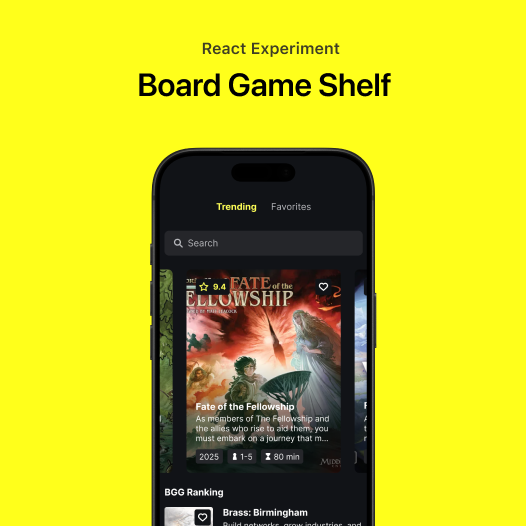 React Experiment
Board Game Shelf
Trending Favorites
Search
9.4
FATE of the
FELLOWSHIP
Fate of the Fellowship
As members of The Fellowship and
the allies who rise to aid them, you
must embark on a journey that m...
2025 1-5 80 min
BGG Ranking
Brass: Birmingham
Build networks, grow industries, and